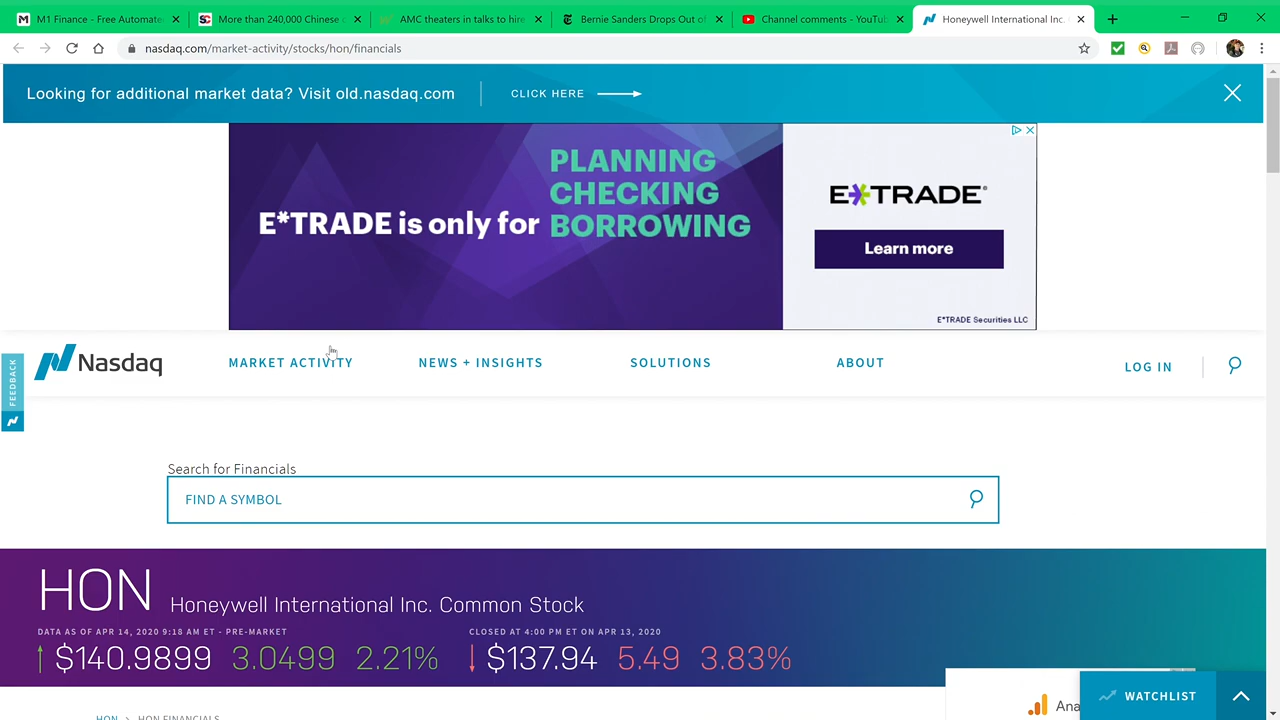 M1 Finance - Free Automate
More than 240,000 Chinese
AMC theaters in talks to hire
Bernie Sanders Drops Out of
Channel comments - YouTu
Honeywell International Inc.
nasdaq.com/market-activity/stocks/hon/financials
Looking for additional market data? Visit old.nasdaq.com
CLICK HERE
E*TRADE is only for
PLANNING
CHECKING
BORROWING
E*TRADE
Learn more
E*TRADE Securities LLC
FEEDBACK
Nasdaq
MARKET ACTIVITY
NEWS + INSIGHTS
SOLUTIONS
ABOUT
LOG IN
Search for Financials
FIND A SYMBOL
HON Honeywell International Inc. Common Stock
DATA AS OF APR 14, 2020 9:18 AM ET - PRE-MARKET
$140.9899 3.0499 2.21%
CLOSED AT 4:00 PM ET ON APR 13, 2020
$137.94 5.49 3.83%
HON > HON FINANCIALS
Ana
WATCHLIST